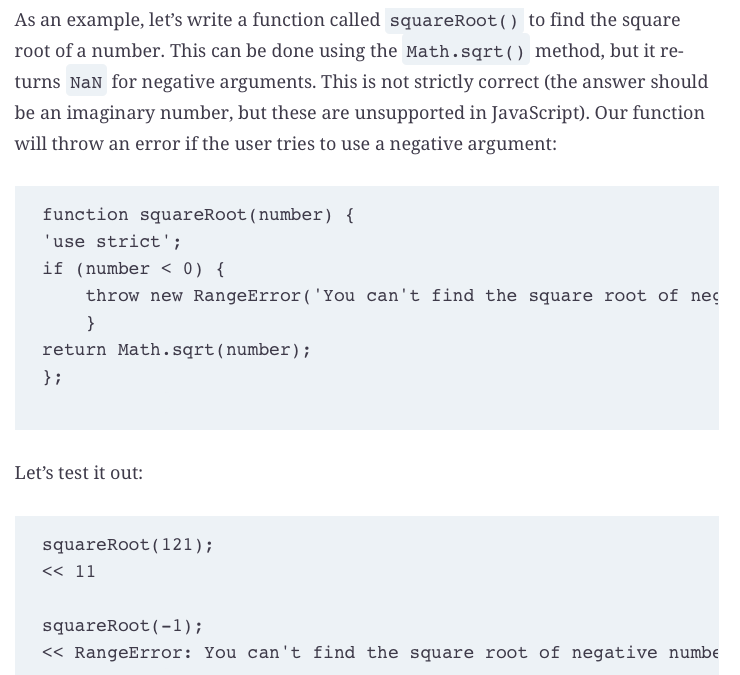 As an example, let’s write a function called squareRoot() to find the square
root of a number. This can be done using the Math.sqrt() method, but it re-
turns NaN for negative arguments. This is not strictly correct (the answer should
be an imaginary number, but these are unsupported in JavaScript). Our function
will throw an error if the user tries to use a negative argument:
function squareRoot(number) {
'use strict';
if (number < 0) {
throw new RangeError('You can't find the square root of
}
return Math.sqrt(number);
};
Let’s test it out:
squareRoot(121);
<< 11
squareRoot(-1);
<< RangeError: You can't find the square root of negative